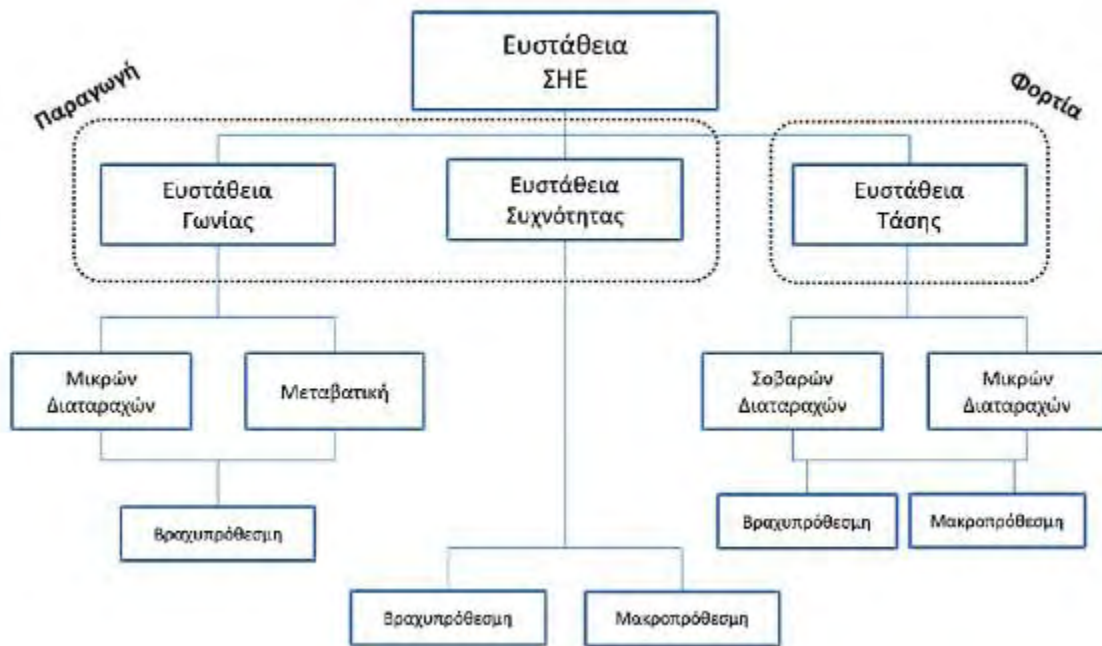 Ευστάθεια
ΣΗΕ
Παραγωγή
Φορτία
Ευστάθεια
Γωνίας
Ευστάθεια
Συχνότητας
Ευστάθεια
Τάσης
Μικρών
Διαταραχών
Μεταβατική
Σοβαρών
Διαταραχών
Μικρών
Διαταραχών
Βραχυπρόθεσμη
Βραχυπρόθεσμη
Μακροπρόθεσμη
Βραχυπρόθεσμη
Μακροπρόθεσμη